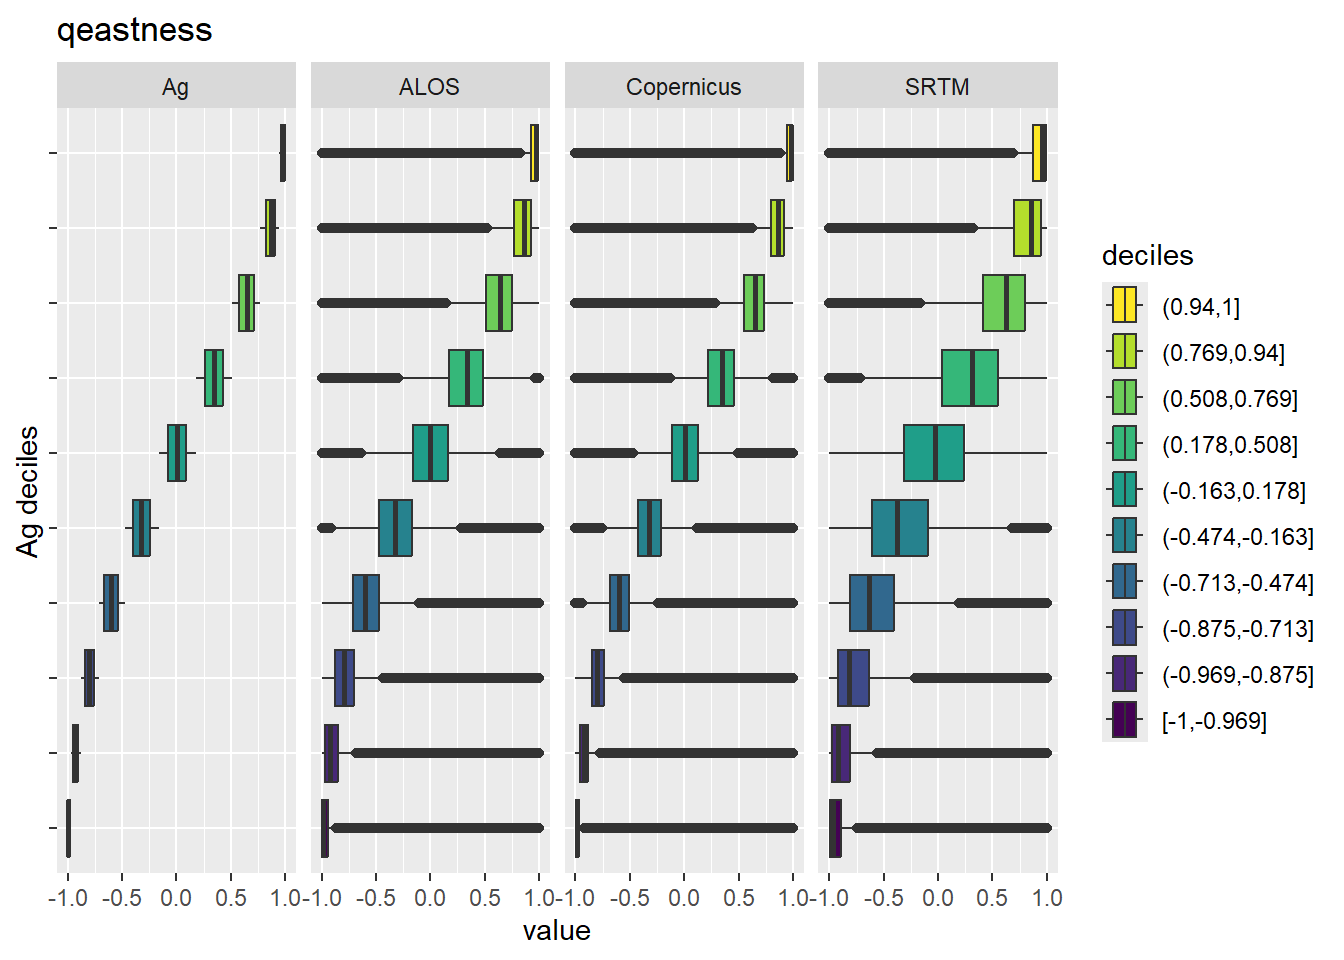 qeastness
Ag ALOS Copernicus SRTM
Ag deciles
-1.0 -0.5 0.0 0.5 1.0 -1.0 -0.5 0.0 0.5 1.0 -1.0 -0.5 0.0 0.5 1.0 -1.0 -0.5 0.0 0.5 1.0
value
deciles
(0.94,1]
(0.769,0.94]
(0.508,0.769]
(0.178,0.508]
(-0.163,0.178]
(-0.474,-0.163]
(-0.713,-0.474]
(-0.875,-0.713]
(-0.969,-0.875]
[-1,-0.969]